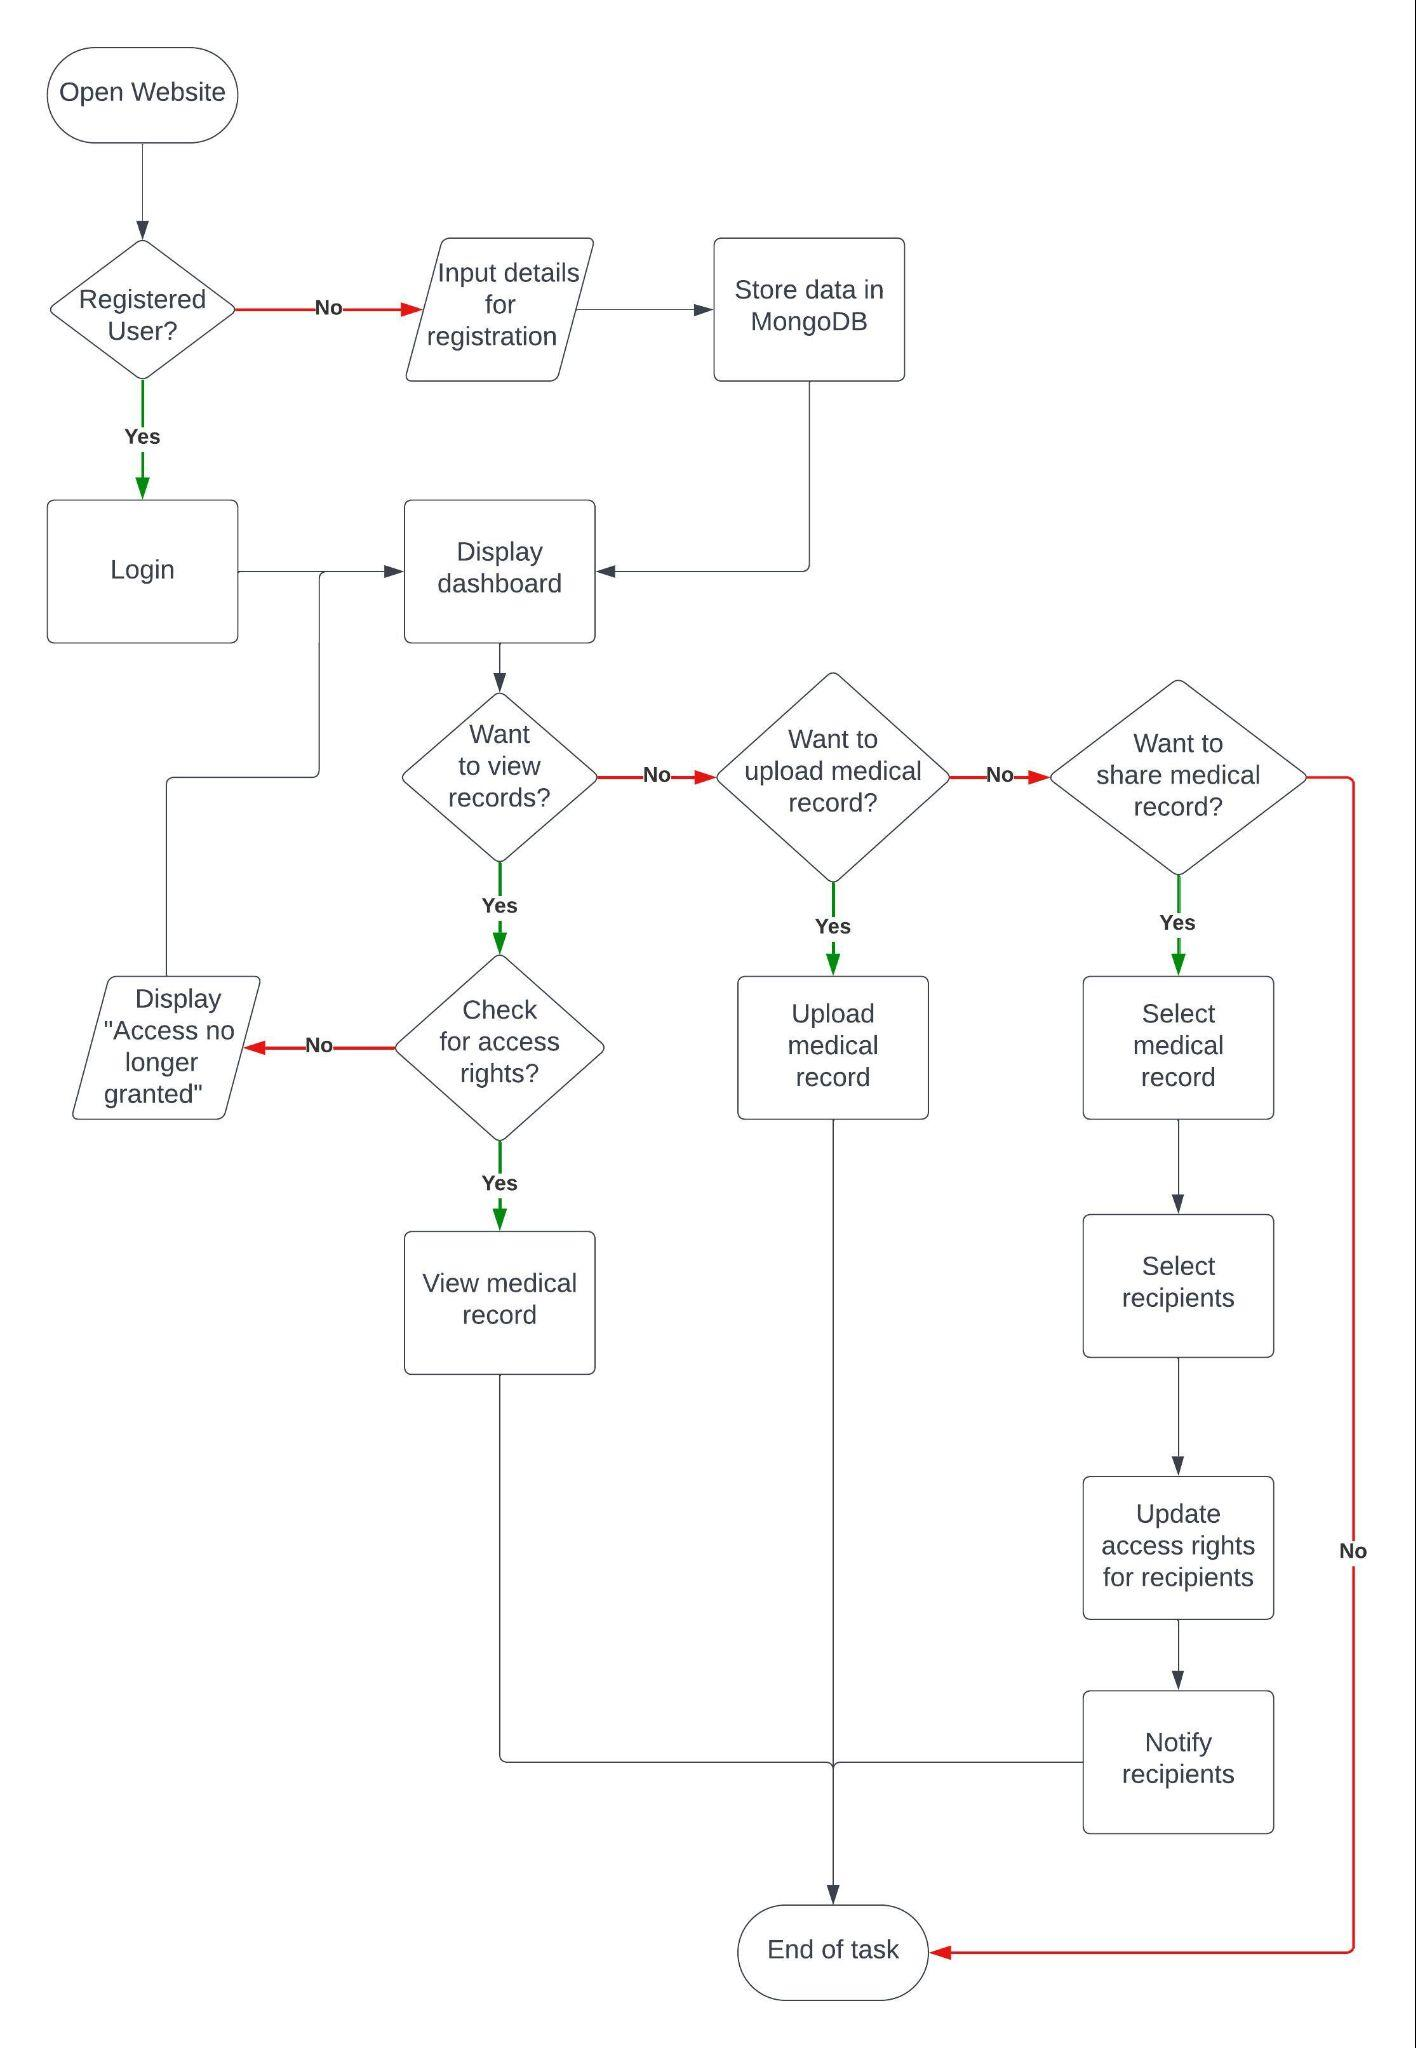 Open Website
Registered
User?
No
Input details
for
registration
Store data in
MongoDB
Yes
Login
Display
dashboard
Want
to view
records?
No
Want to
upload medical
record?
No
Want to
share medical
record?
Yes
Yes
Yes
Display
"Access no
longer
granted"
No
Check
for access
rights?
Upload
medical
record
Select
medical
record
Yes
View medical
record
Select
recipients
Update
access rights
for recipients
No
Notify
recipients
End of task